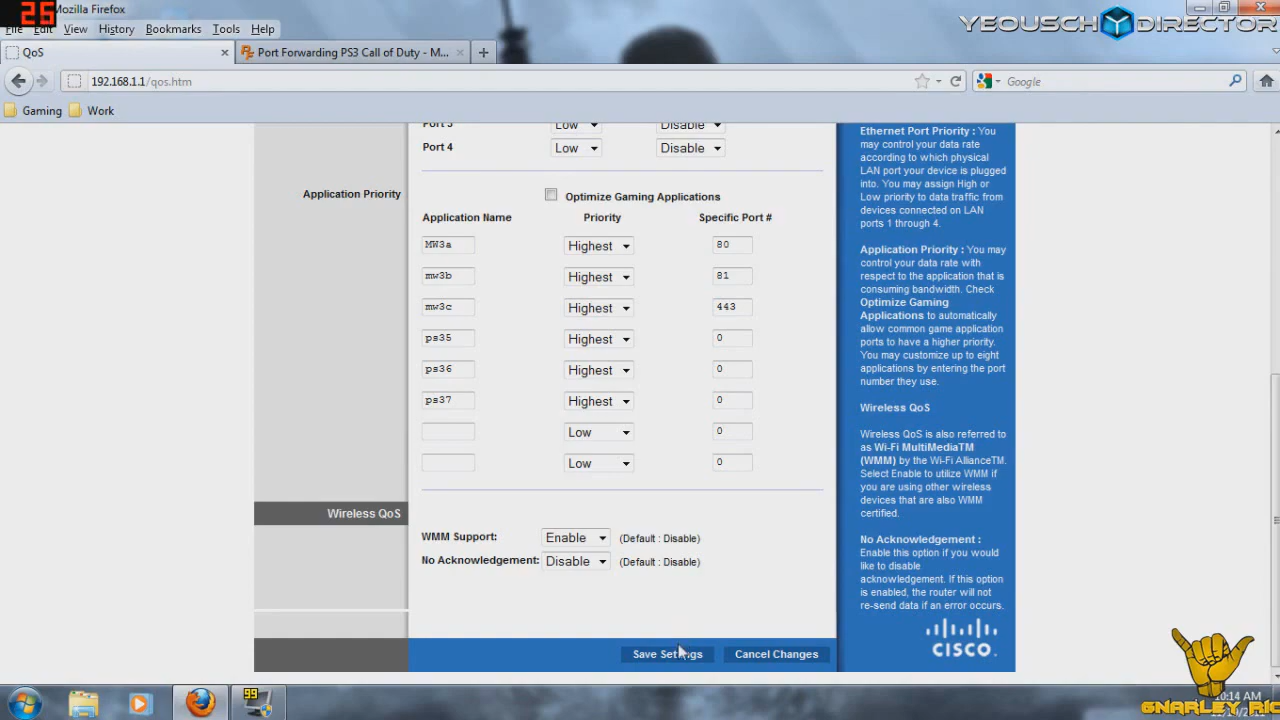 25
Mozilla Firefox
YEOUSCH DIRECTOR
File Edit View History Bookmarks Tools Help
QoS
Port Forwarding PS3 Call of Duty - M...
192.168.1.1/qos.htm
Google
Gaming
Work
Port 3 Low Disable
Port 4 Low Disable
Application Priority
Optimize Gaming Applications
Application Name Priority Specific Port #
MW3a Highest 80
mw3b Highest 81
mw3c Highest 443
ps35 Highest 0
ps36 Highest 0
ps37 Highest 0
Low 0
Low 0
Wireless QoS
WMM Support: Enable (Default : Disable)
No Acknowledgement: Disable (Default : Disable)
Save Settings Cancel Changes
Ethernet Port Priority : You
may control your data rate
according to which physical
LAN port your device is plugged
into. You may assign High or
Low priority to data traffic from
devices connected on LAN
ports 1 through 4.
Application Priority : You may
control your data rate with
respect to the application that is
consuming bandwidth. Check
Optimize Gaming
Applications to automatically
allow common game application
ports to have a higher priority.
You may customize up to eight
applications by entering the port
number they use.
Wireless QoS
Wireless QoS is also referred to
as Wi-Fi MultiMediaTM
(WMM) by the Wi-Fi AllianceTM.
Select Enable to utilize WMM if
you are using other wireless
devices that are also WMM
certified.
No Acknowledgement :
Enable this option if you would
like to disable
acknowledgement. If this option
is enabled, the router will not
re-send data if an error occurs.
CISCO
99
10:14 AM
GNARLEY RIC